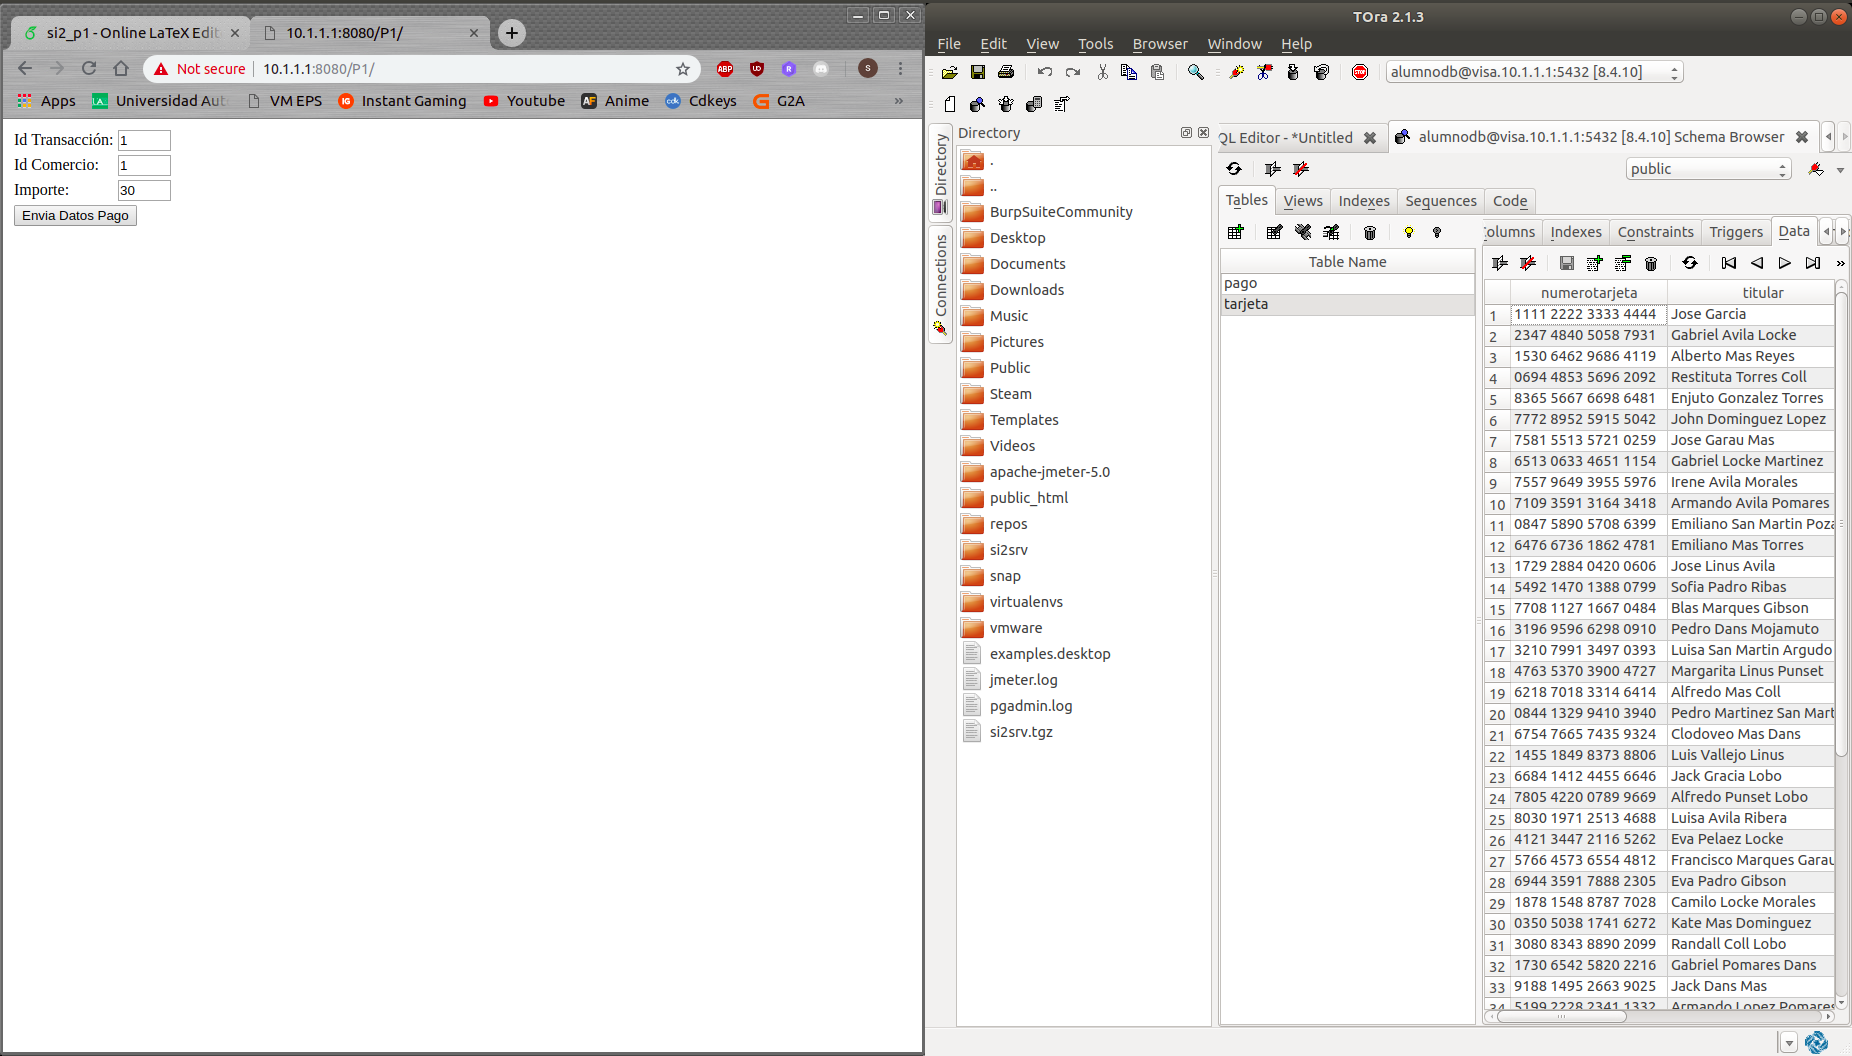 si2_p1 - Online LaTeX Edit
10.1.1.1:8080/P1/
Not secure
10.1.1.1:8080/P1/
Apps
Universidad Aut
VM EPS
Instant Gaming
Youtube
Anime
Cdkeys
G2A
»
Id Transacción: 1
Id Comercio: 1
Importe: 30
Envia Datos Pago
TOra 2.1.3
File Edit View Tools Browser Window Help
alumnodb@visa.10.1.1.1:5432 [8.4.10]
Directory
Connections
Directory
.
..
BurpSuiteCommunity
Desktop
Documents
Downloads
Music
Pictures
Public
Steam
Templates
Videos
apache-jmeter-5.0
public_html
repos
si2srv
snap
virtualenvs
vmware
examples.desktop
jmeter.log
pgadmin.log
si2srv.tgz
QL Editor - *Untitled
alumnodb@visa.10.1.1.1:5432 [8.4.10] Schema Browser
public
Tables Views Indexes Sequences Code
Table Name
pago
tarjeta
Columns Indexes Constraints Triggers Data
numerotarjeta titular
1 1111 2222 3333 4444 Jose Garcia
2 2347 4840 5058 7931 Gabriel Avila Locke
3 1530 6462 9686 4119 Alberto Mas Reyes
4 0694 4853 5696 2092 Restituta Torres Coll
5 8365 5667 6698 6481 Enjuto Gonzalez Torres
6 7772 8952 5915 5042 John Dominguez Lopez
7 7581 5513 5721 0259 Jose Garau Mas
8 6513 0633 4651 1154 Gabriel Locke Martinez
9 7557 9649 3955 5976 Irene Avila Morales
10 7109 3591 3164 3418 Armando Avila Pomares
11 0847 5890 5708 6399 Emiliano San Martin Poza
12 6476 6736 1862 4781 Emiliano Mas Torres
13 1729 2884 0420 0606 Jose Linus Avila
14 5492 1470 1388 0799 Sofia Padro Ribas
15 7708 1127 1667 0484 Blas Marques Gibson
16 3196 9596 6298 0910 Pedro Dans Mojamuto
17 3210 7991 3497 0393 Luisa San Martin Argudo
18 4763 5370 3900 4727 Margarita Linus Punset
19 6218 7018 3314 6414 Alfredo Mas Coll
20 0844 1329 9410 3940 Pedro Martinez San Mart
21 6754 7665 7435 9324 Clodoveo Mas Dans
22 1455 1849 8373 8806 Luis Vallejo Linus
23 6684 1412 4455 6646 Jack Gracia Lobo
24 7805 4220 0789 9669 Alfredo Punset Lobo
25 8030 1971 2513 4688 Luisa Avila Ribera
26 4121 3447 2116 5262 Eva Pelaez Locke
27 5766 4573 6554 4812 Francisco Marques Garau
28 6944 3591 7888 2305 Eva Padro Gibson
29 1878 1548 8787 7028 Camilo Locke Morales
30 0350 5038 1741 6272 Kate Mas Dominguez
31 3080 8343 8890 2099 Randall Coll Lobo
32 1730 6542 5820 2216 Gabriel Pomares Dans
33 9188 1495 2663 9025 Jack Dans Mas
34 5199 2228 2341 1332 Armando Lopez Pomares